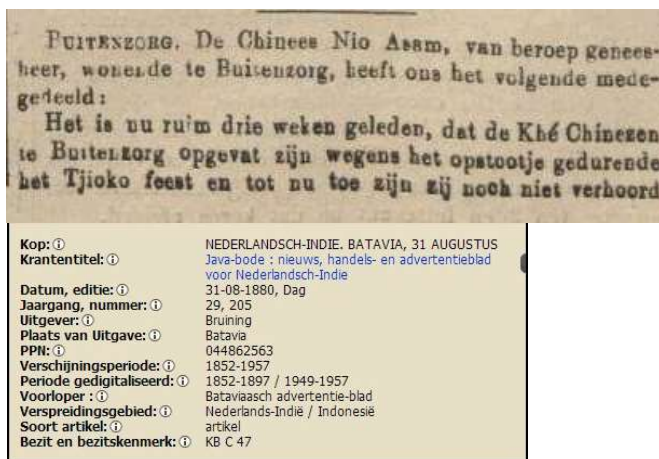 PUITENZORG. De Chinees Nio Asam, van beroep genees-
heer, wonende te Buitenzorg, heeft ons het volgende mede-
gedeeld:
Het is nu ruim drie weken geleden, dat de Khé Chinezen
te Buitenzorg opgevat zijn wegens het opstootje gedurende
het Tjioko feest en tot nu toe zijn zij noch niet verhoord
Kop: NEDERLANDSCH-INDIE. BATAVIA, 31 AUGUSTUS
Krantentitel: Java-bode : nieuws, handels- en advertentieblad
voor Nederlandsch-Indie
Datum, editie: 31-08-1880, Dag
Jaargang, nummer: 29, 205
Uitgever: Bruining
Plaats van Uitgave: Batavia
PPN: 044862563
Verschijningsperiode: 1852-1957
Periode gedigitaliseerd: 1852-1897 / 1949-1957
Voorloper : Bataviaasch advertentie-blad
Verspreidingsgebied: Nederlands-Indië / Indonesië
Soort artikel: artikel
Bezit en bezitskenmerk: KB C 47